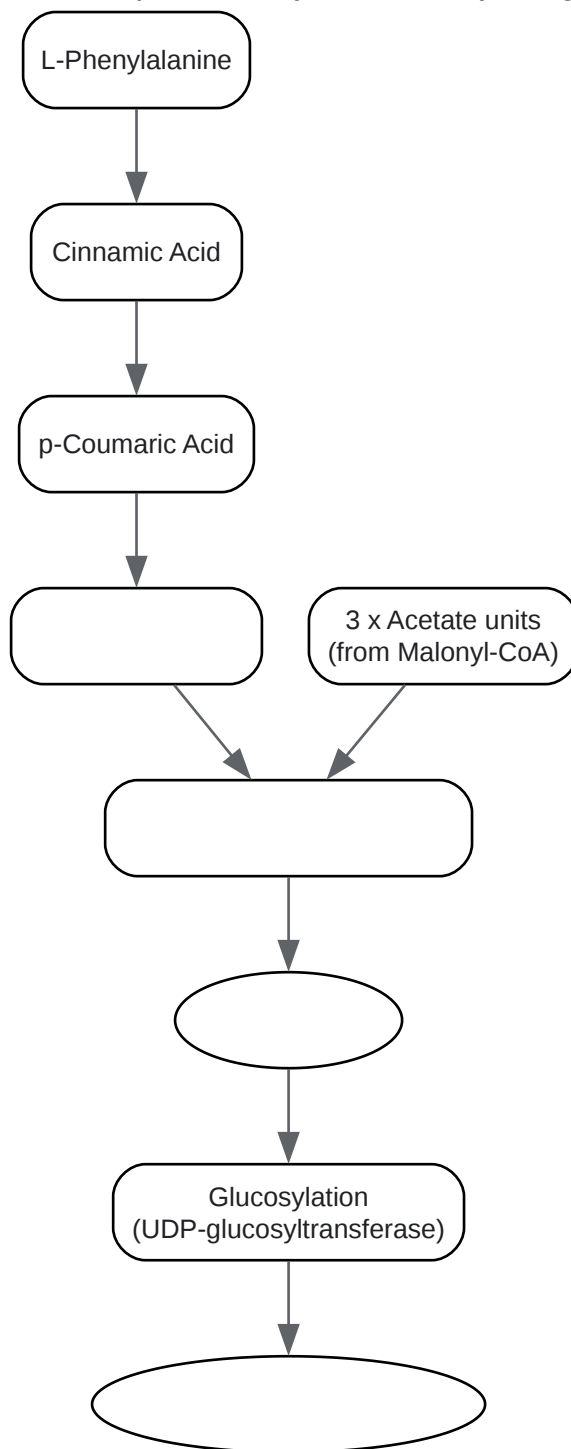 L-Phenylalanine
Cinnamic Acid
p-Coumaric Acid
3 x Acetate units
(from Malonyl-CoA)
Glucosylation
(UDP-glucosyltransferase)